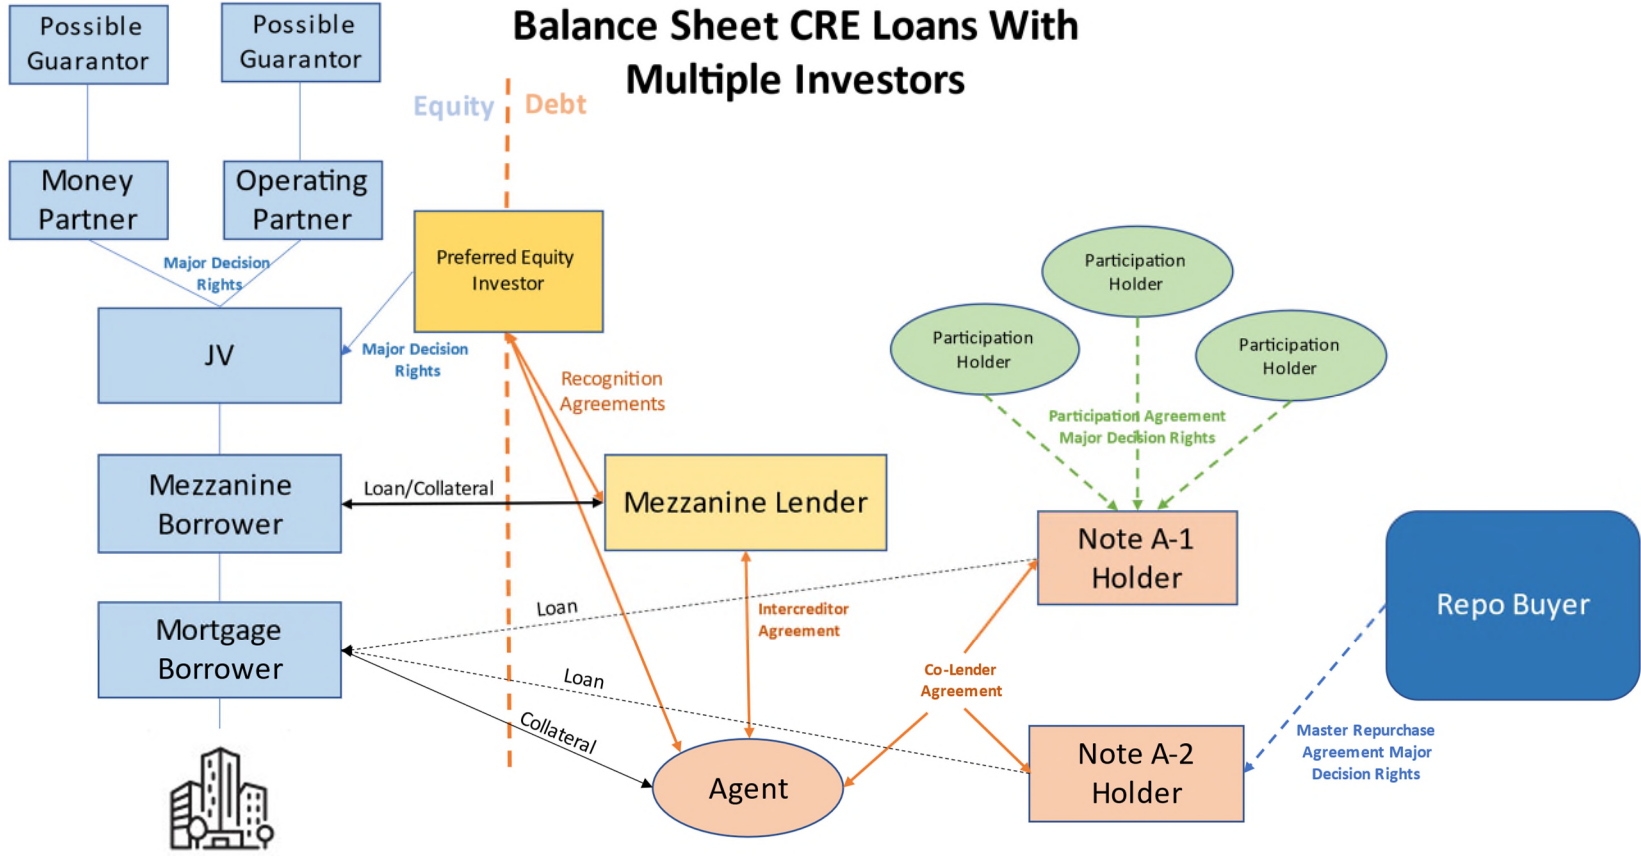 Balance Sheet CRE Loans With
Multiple Investors
Possible
Guarantor
Possible
Guarantor
Equity
Debt
Money
Partner
Operating
Partner
Major Decision
Rights
Preferred Equity
Investor
JV
Major Decision
Rights
Recognition
Agreements
Participation
Holder
Participation
Holder
Participation
Holder
Participation Agreement
Major Decision Rights
Mezzanine
Borrower
Loan/Collateral
Mezzanine Lender
Note A-1
Holder
Repo Buyer
Mortgage
Borrower
Loan
Intercreditor
Agreement
Loan
Collateral
Co-Lender
Agreement
Agent
Note A-2
Holder
Master Repurchase
Agreement Major
Decision Rights